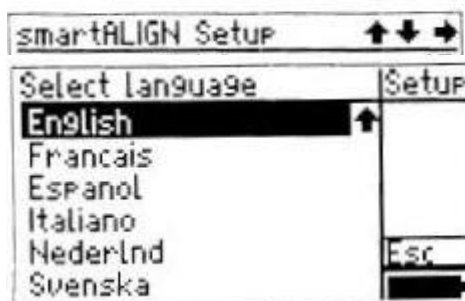 smartALIGN Setup
Select language
Setup
English
Francais
Espanol
Italiano
Nederlnd
Esc
Svenska